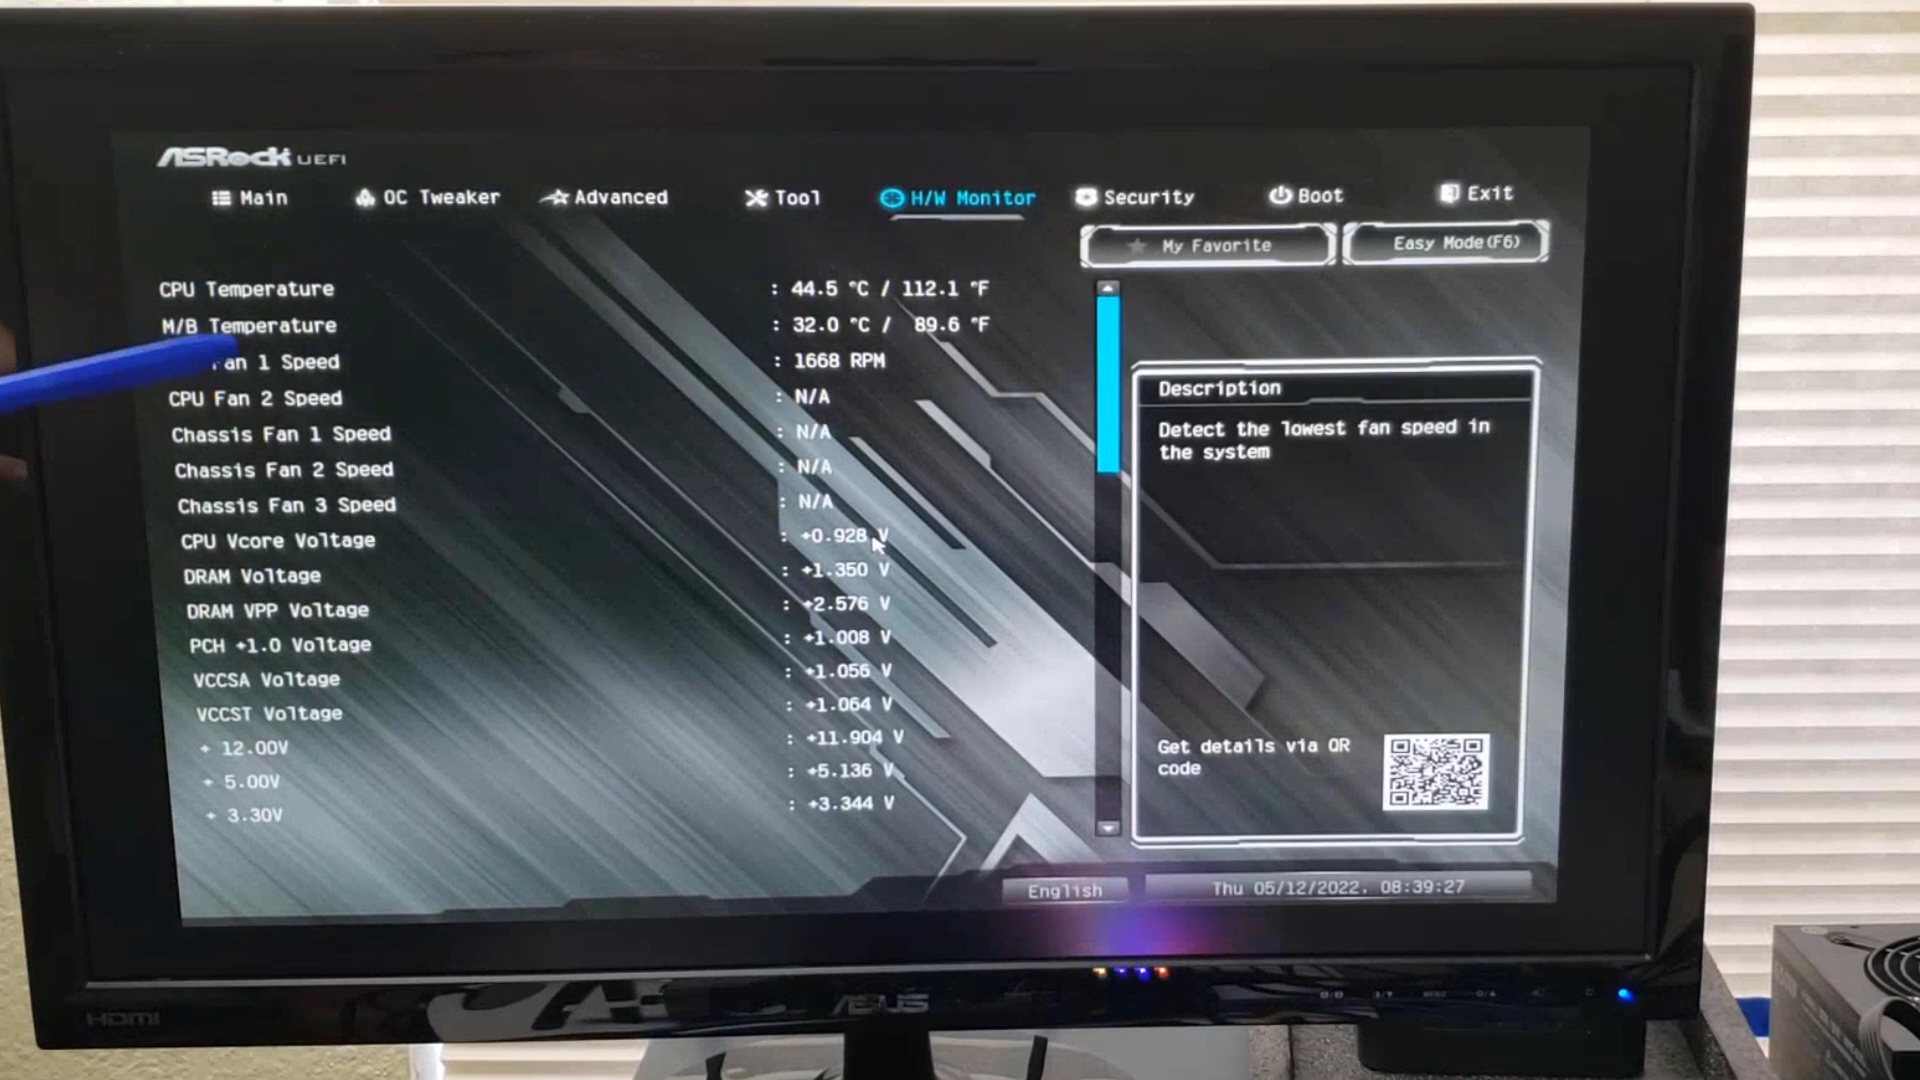 ASRock UEFI
Main OC Tweaker Advanced Tool H/W Monitor Security Boot Exit
My Favorite Easy Mode(F6)
CPU Temperature : 44.5 °C / 112.1 °F
M/B Temperature : 32.0 °C / 89.6 °F
Fan 1 Speed : 1668 RPM
CPU Fan 2 Speed : N/A
Chassis Fan 1 Speed : N/A
Chassis Fan 2 Speed : N/A
Chassis Fan 3 Speed : N/A
CPU Vcore Voltage : +0.928 V
DRAM Voltage : +1.350 V
DRAM VPP Voltage : +2.576 V
PCH +1.0 Voltage : +1.008 V
VCCSA Voltage : +1.056 V
VCCST Voltage : +1.064 V
+ 12.00V : +11.904 V
+ 5.00V : +5.136 V
+ 3.30V : +3.344 V
Description
Detect the lowest fan speed in
the system
Get details via QR
code
English Thu 05/12/2022. 08:39:27
HDMI
ASUS
MENU